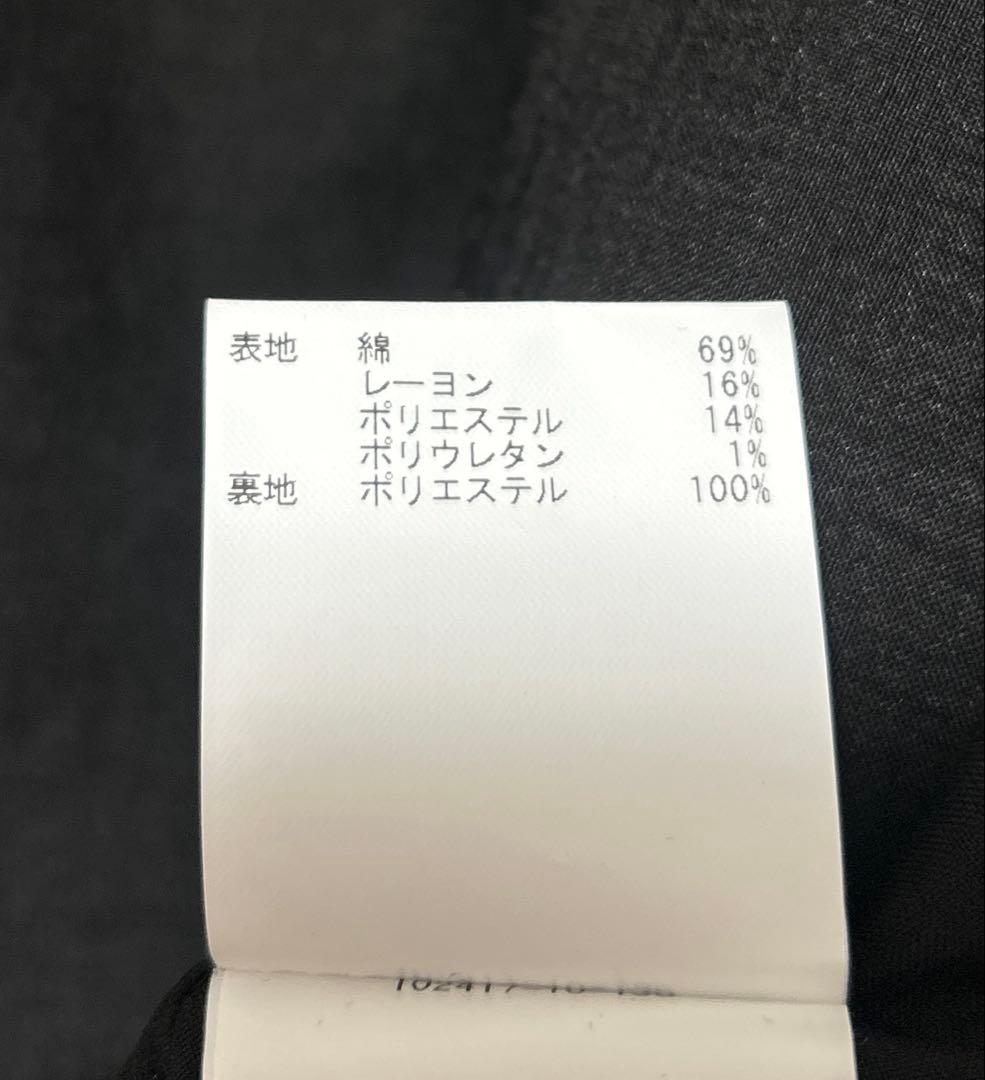 表地 綿 69%
レーヨン 16%
ポリエステル 14%
ポリウレタン 1%
裏地 ポリエステル 100%